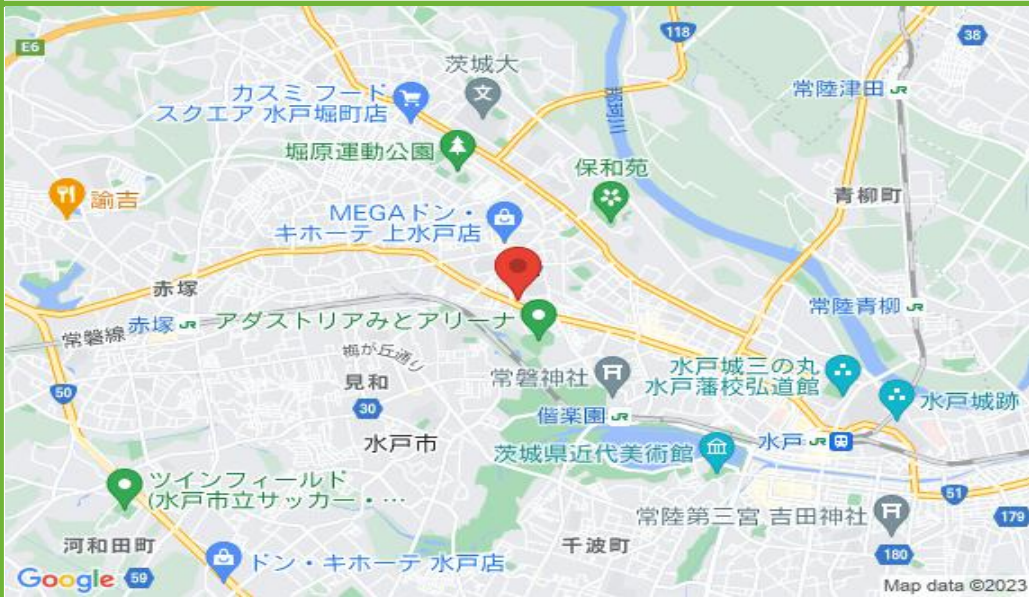 E6
118
38
茨城大
文
カスミ フード
スクエア 水戸堀町店
常陸津田 JR
那珂川
堀原運動公園
保和苑
諭吉
青柳町
MEGAドン・
キホーテ 上水戸店
赤塚
常陸青柳 JR
常磐線
赤塚 JR
アダストリアみとアリーナ
梅が丘通り
水戸城三の丸
水戸藩校弘道館
常磐神社
見和
50
30
水戸城跡
偕楽園 JR
水戸市
水戸 JR
茨城県近代美術館
ツインフィールド
(水戸市立サッカー・…
51
常陸第三宮 吉田神社
179
河和田町
千波町
180
ドン・キホーテ 水戸店
Google
59
Map data ©2023